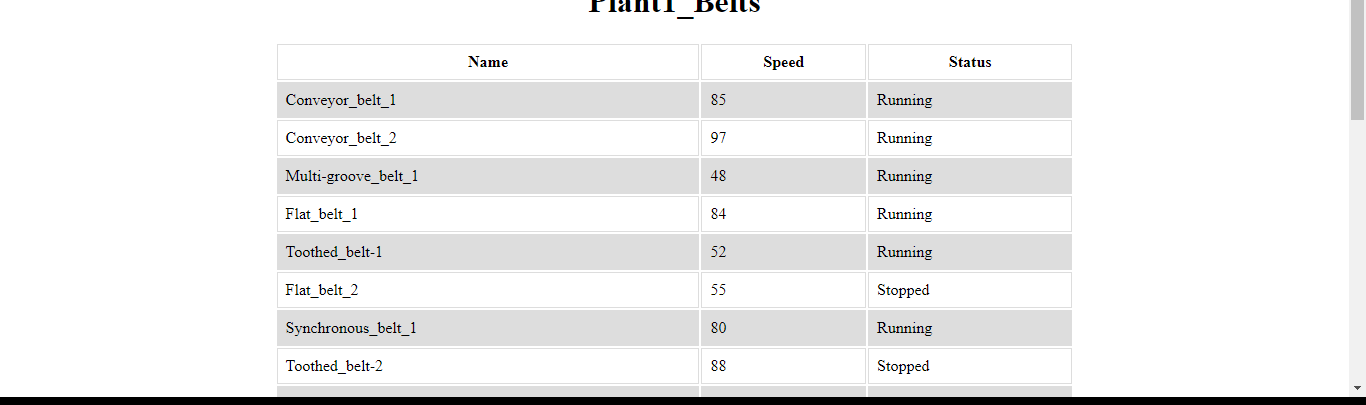 Plant1_Belts
Name Speed Status
Conveyor_belt_1 85 Running
Conveyor_belt_2 97 Running
Multi-groove_belt_1 48 Running
Flat_belt_1 84 Running
Toothed_belt-1 52 Running
Flat_belt_2 55 Stopped
Synchronous_belt_1 80 Running
Toothed_belt-2 88 Stopped